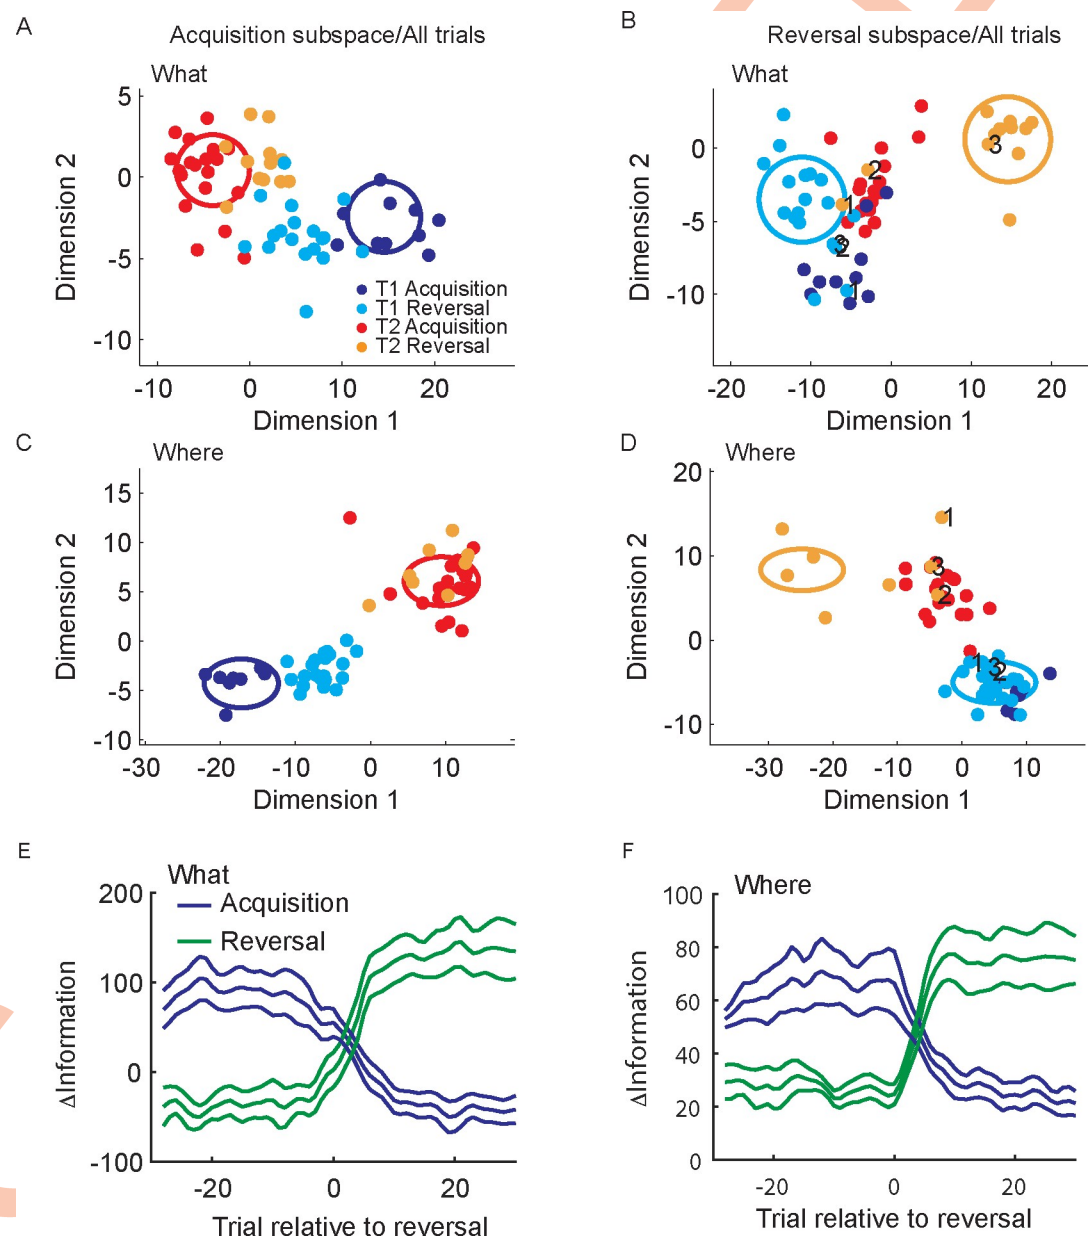 A
B
Acquisition subspace/All trials
Reversal subspace/All trials
What
What
5
0
-5
-10
Dimension 2
T1 Acquisition
T1 Reversal
T2 Acquisition
T2 Reversal
-10 0 10 20
Dimension 1
0
-5
-10
Dimension 2
2
3
1
3
2
1
-20 -10 0 10 20
Dimension 1
C
D
Where
Where
15
10
5
0
-5
-10
Dimension 2
-30 -20 -10 0 10
Dimension 1
20
10
0
-10
Dimension 2
1
3
2
1
3
2
-30 -20 -10 0 10
Dimension 1
E
F
What
Acquisition
Reversal
200
100
0
-100
ΔInformation
-20 0 20
Trial relative to reversal
Where
100
80
60
40
20
0
ΔInformation
-20 0 20
Trial relative to reversal